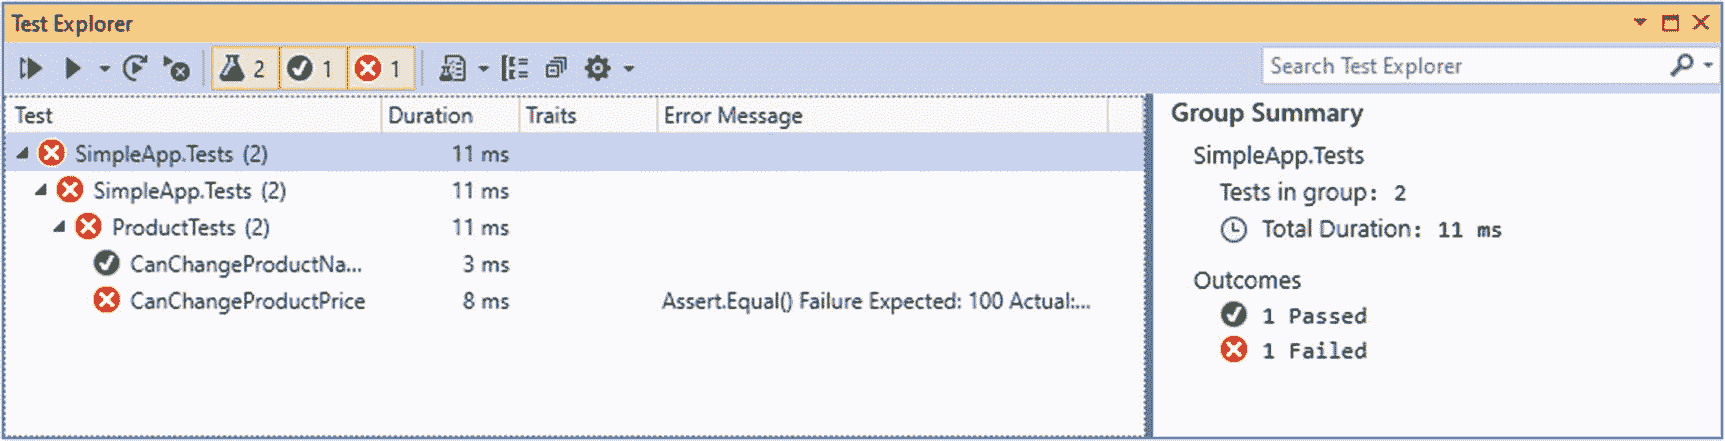 Test Explorer
2 1 1
Search Test Explorer
Test Duration Traits Error Message
SimpleApp.Tests (2) 11 ms
SimpleApp.Tests (2) 11 ms
ProductTests (2) 11 ms
CanChangeProductNa... 3 ms
CanChangeProductPrice 8 ms Assert.Equal() Failure Expected: 100 Actual:...
Group Summary
SimpleApp.Tests
Tests in group: 2
Total Duration: 11 ms
Outcomes
1 Passed
1 Failed